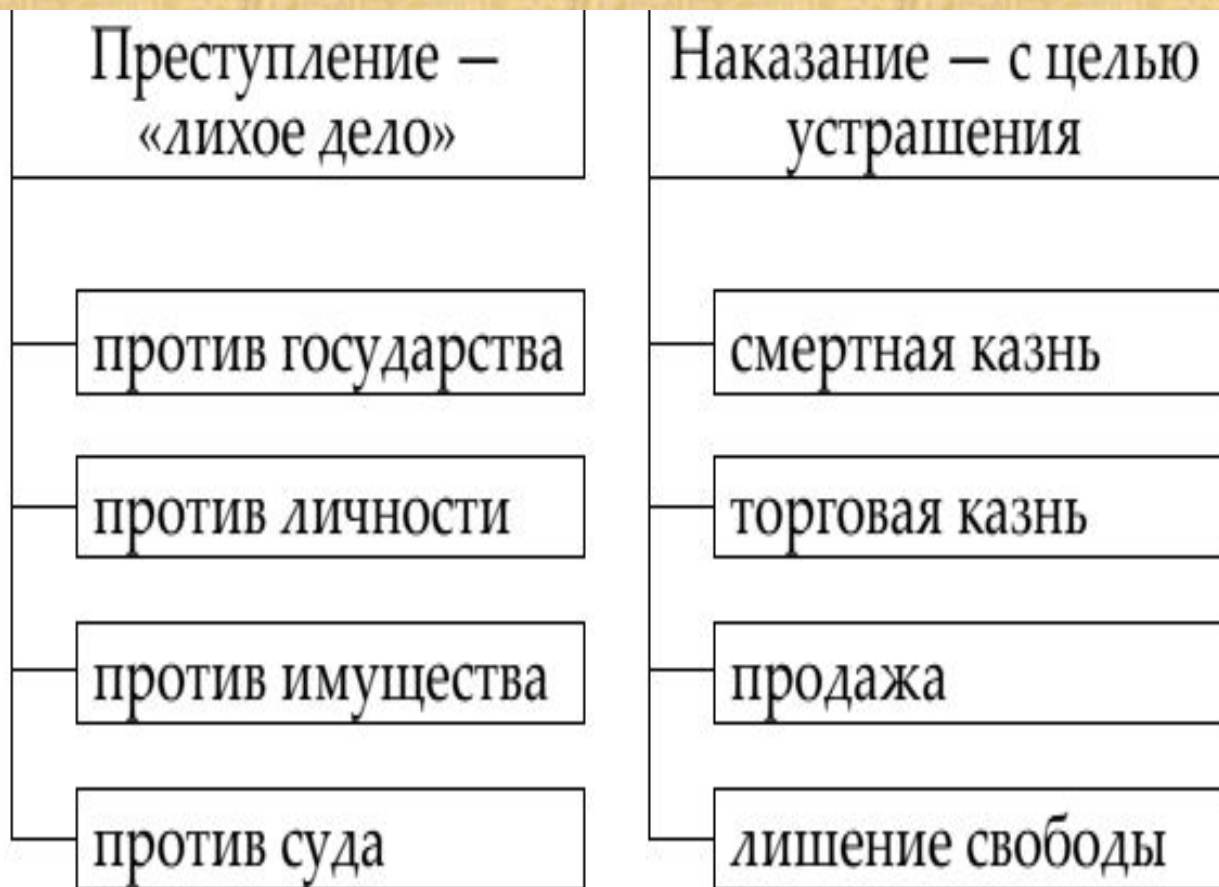 Преступление —
«лихое дело»
против государства
против личности
против имущества
против суда
Наказание — с целью
устрашения
смертная казнь
торговая казнь
продажа
лишение свободы